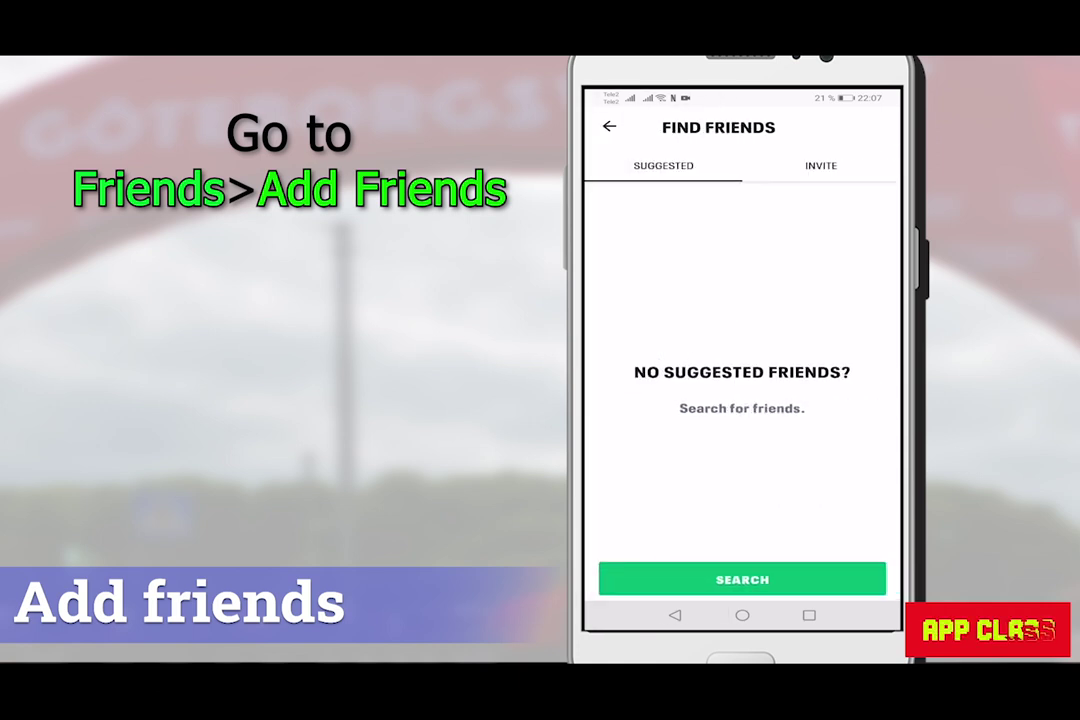 GÖTEBORGS
Go to
Friends>Add Friends
Tele2
Tele2
21 %
22:07
FIND FRIENDS
SUGGESTED
INVITE
NO SUGGESTED FRIENDS?
Search for friends.
SEARCH
Add friends
APP CLASS